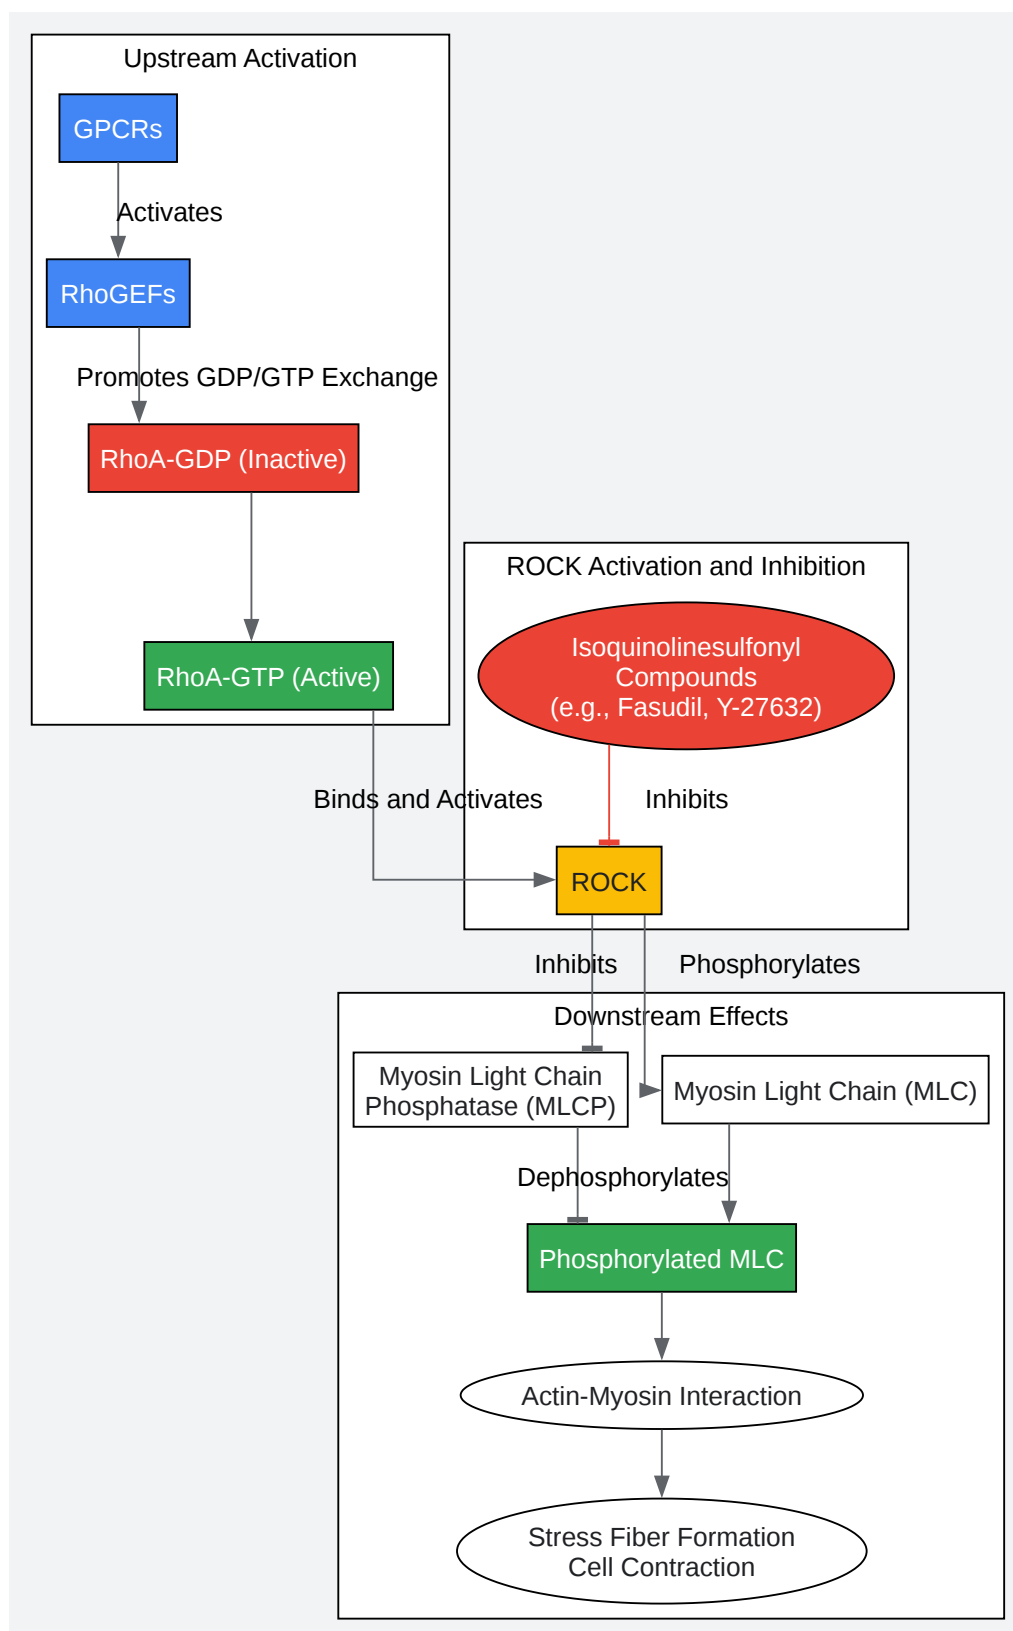 Upstream Activation
GPCRs
Activates
RhoGEFs
Promotes GDP/GTP Exchange
RhoA-GDP (Inactive)
RhoA-GTP (Active)
ROCK Activation and Inhibition
Isoquinolinesulfonyl
Compounds
(e.g., Fasudil, Y-27632)
Binds and Activates
Inhibits
ROCK
Inhibits
Phosphorylates
Downstream Effects
Myosin Light Chain
Phosphatase (MLCP)
Myosin Light Chain (MLC)
Dephosphorylates
Phosphorylated MLC
Actin-Myosin Interaction
Stress Fiber Formation
Cell Contraction